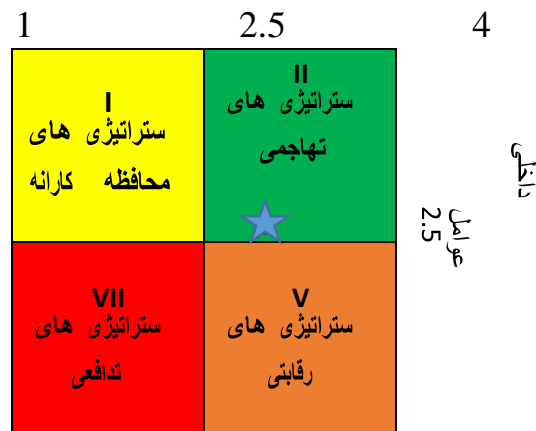 1 2.5 4
I
ستراتیژی های
محافظه کارانه
II
ستراتیژی های
تهاجمی
VII
ستراتیژی های
تدافعی
V
ستراتیژی های
رقابتی
داخلی
عوامل
2.5